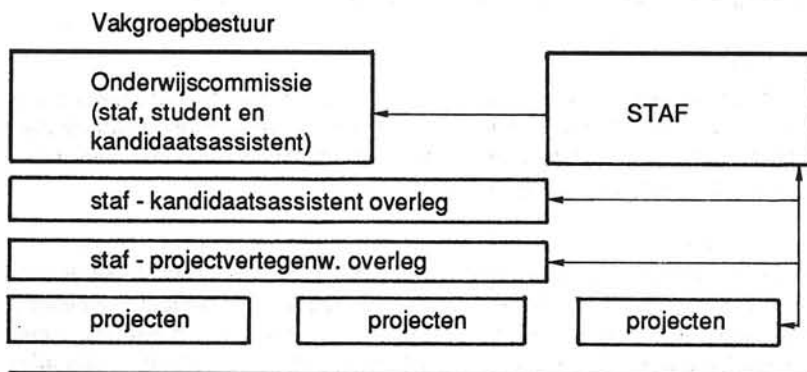 Vakgroepbestuur
Onderwijscommissie
(staf, student en
kandidaatsassistent)
STAF
staf - kandidaatsassistent overleg
staf - projectvertegenw. overleg
projecten
projecten
projecten